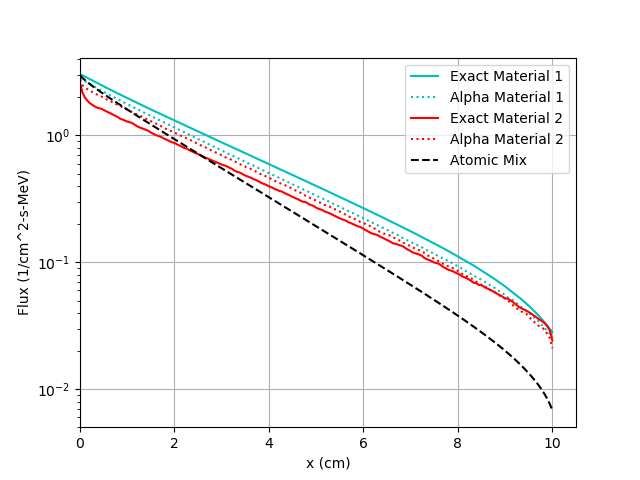 Exact Material 1
Alpha Material 1
Exact Material 2
Alpha Material 2
Atomic Mix
Flux (1/cm^2-s-MeV)
10^0
10^-1
10^-2
0 2 4 6 8 10
x (cm)